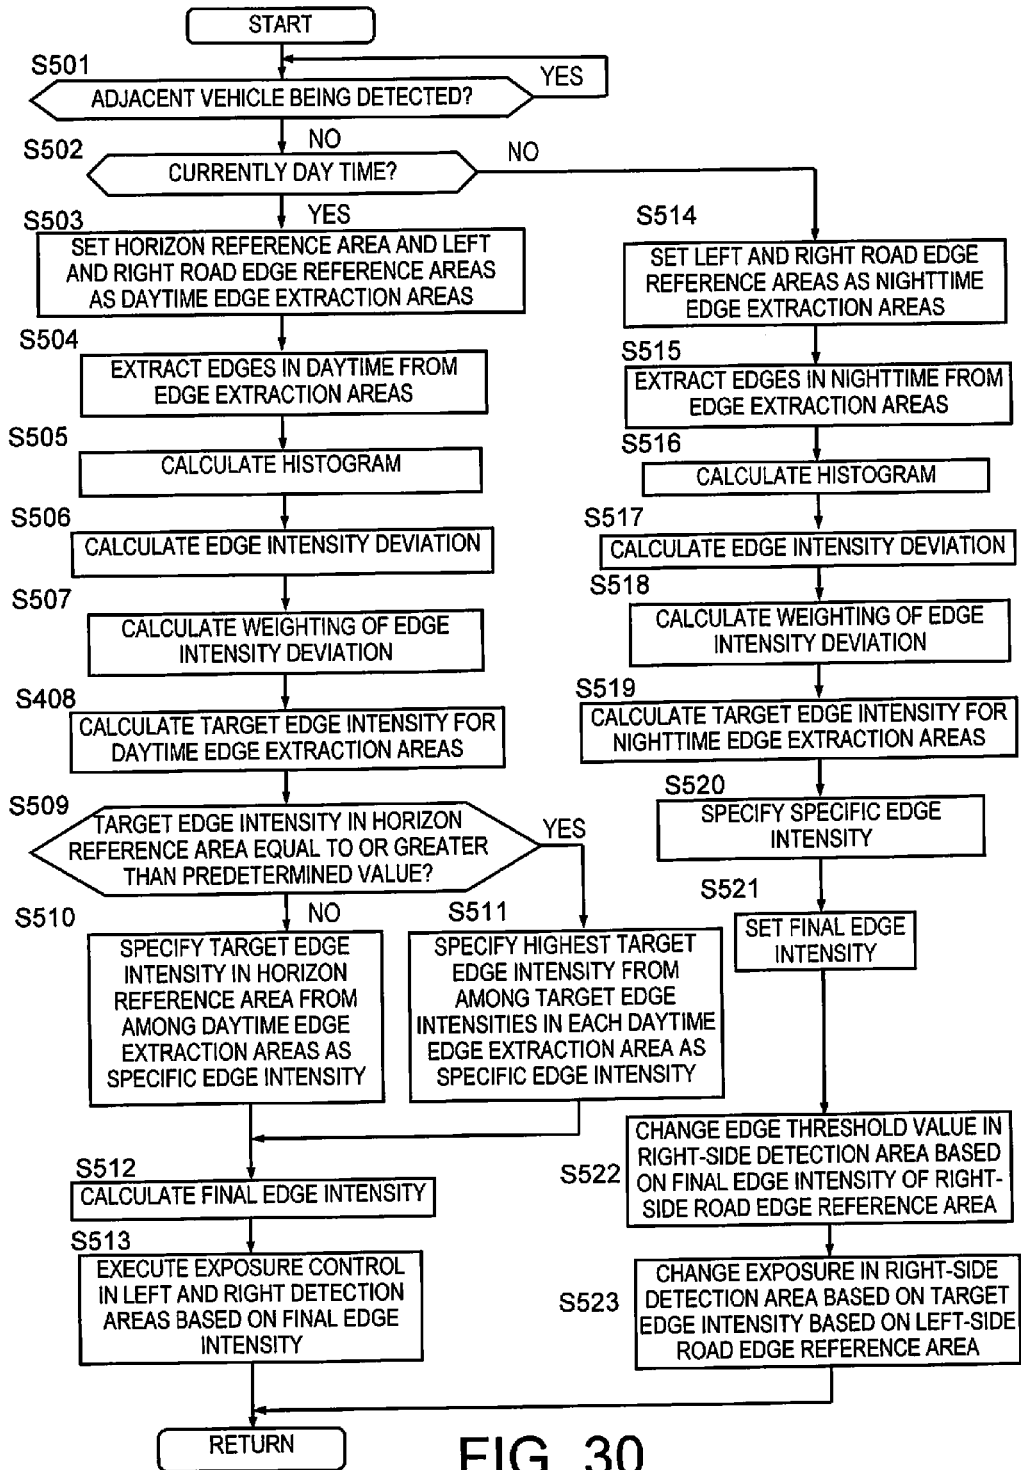 START
S501
YES
ADJACENT VEHICLE BEING DETECTED?
NO
S502
NO
CURRENTLY DAY TIME?
YES
S503
SET HORIZON REFERENCE AREA AND LEFT
AND RIGHT ROAD EDGE REFERENCE AREAS
AS DAYTIME EDGE EXTRACTION AREAS
S504
EXTRACT EDGES IN DAYTIME FROM
EDGE EXTRACTION AREAS
S505
CALCULATE HISTOGRAM
S506
CALCULATE EDGE INTENSITY DEVIATION
S507
CALCULATE WEIGHTING OF EDGE
INTENSITY DEVIATION
S408
CALCULATE TARGET EDGE INTENSITY FOR
DAYTIME EDGE EXTRACTION AREAS
S509
TARGET EDGE INTENSITY IN HORIZON
REFERENCE AREA EQUAL TO OR GREATER
THAN PREDETERMINED VALUE?
YES
NO
S510
SPECIFY TARGET EDGE
INTENSITY IN HORIZON
REFERENCE AREA FROM
AMONG DAYTIME EDGE
EXTRACTION AREAS AS
SPECIFIC EDGE INTENSITY
S511
SPECIFY HIGHEST TARGET
EDGE INTENSITY FROM
AMONG TARGET EDGE
INTENSITIES IN EACH DAYTIME
EDGE EXTRACTION AREA AS
SPECIFIC EDGE INTENSITY
S512
CALCULATE FINAL EDGE INTENSITY
S513
EXECUTE EXPOSURE CONTROL
IN LEFT AND RIGHT DETECTION
AREAS BASED ON FINAL EDGE
INTENSITY
S514
SET LEFT AND RIGHT ROAD EDGE
REFERENCE AREAS AS NIGHTTIME
EDGE EXTRACTION AREAS
S515
EXTRACT EDGES IN NIGHTTIME FROM
EDGE EXTRACTION AREAS
S516
CALCULATE HISTOGRAM
S517
CALCULATE EDGE INTENSITY DEVIATION
S518
CALCULATE WEIGHTING OF EDGE
INTENSITY DEVIATION
S519
CALCULATE TARGET EDGE INTENSITY FOR
NIGHTTIME EDGE EXTRACTION AREAS
S520
SPECIFY SPECIFIC EDGE
INTENSITY
S521
SET FINAL EDGE
INTENSITY
S522
CHANGE EDGE THRESHOLD VALUE IN
RIGHT-SIDE DETECTION AREA BASED
ON FINAL EDGE INTENSITY OF RIGHT-
SIDE ROAD EDGE REFERENCE AREA
S523
CHANGE EXPOSURE IN RIGHT-SIDE
DETECTION AREA BASED ON TARGET
EDGE INTENSITY BASED ON LEFT-SIDE
ROAD EDGE REFERENCE AREA
RETURN
FIG. 30